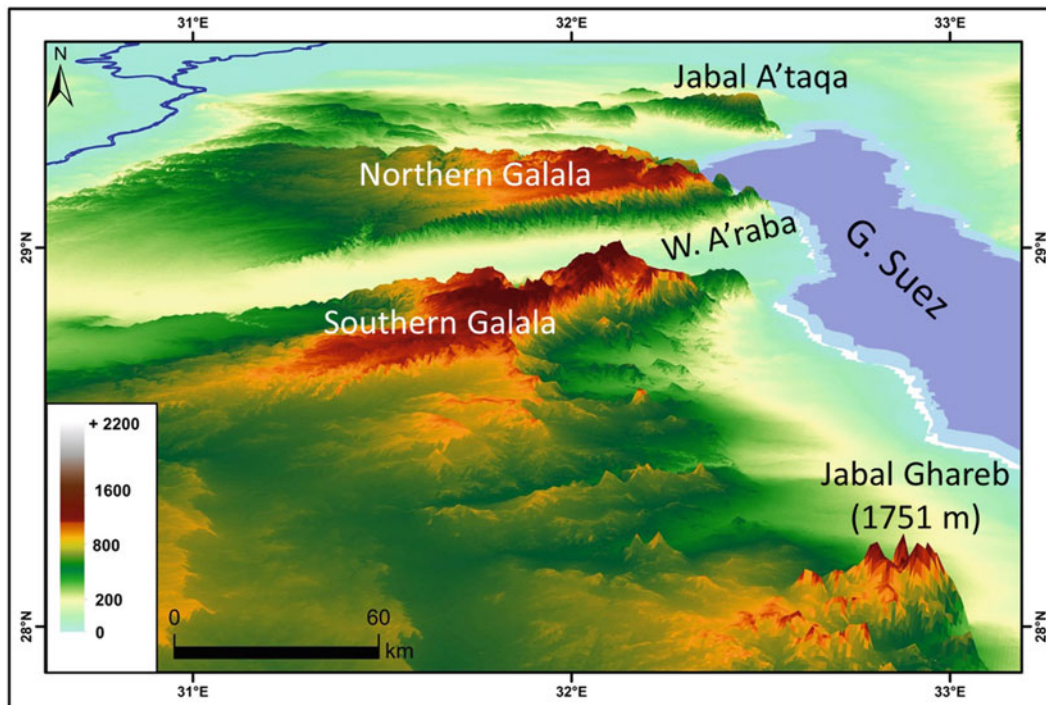 31°E 32°E 33°E
N
Jabal A'taqa
Northern Galala
W. A'raba
29°N 29°N
G. Suez
Southern Galala
+ 2200
1600
800
200
0
Jabal Ghareb
(1751 m)
0 60
km
28°N 28°N
31°E 32°E 33°E